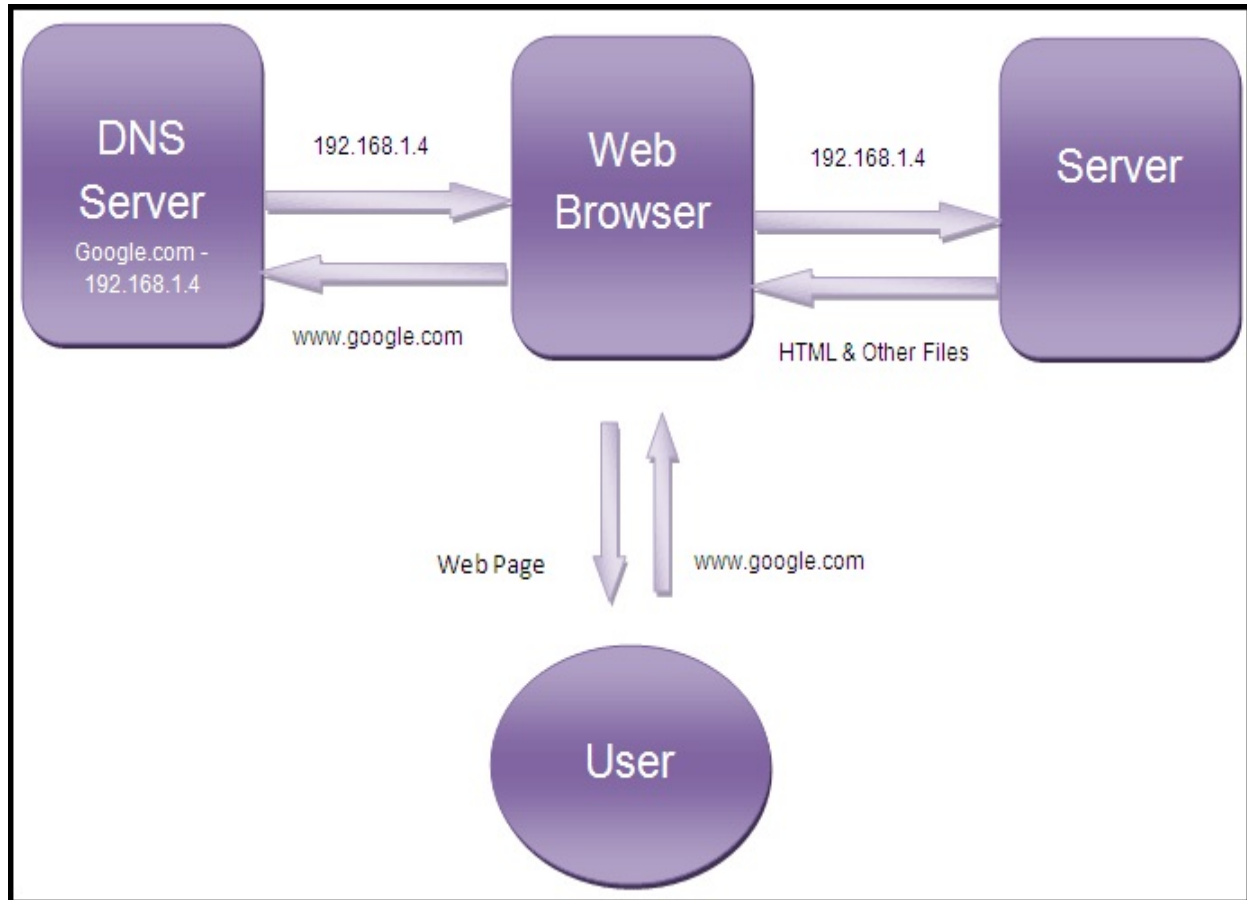 DNS
Server
Google.com -
192.168.1.4
192.168.1.4
www.google.com
Web
Browser
192.168.1.4
HTML & Other Files
Server
Web Page
www.google.com
User